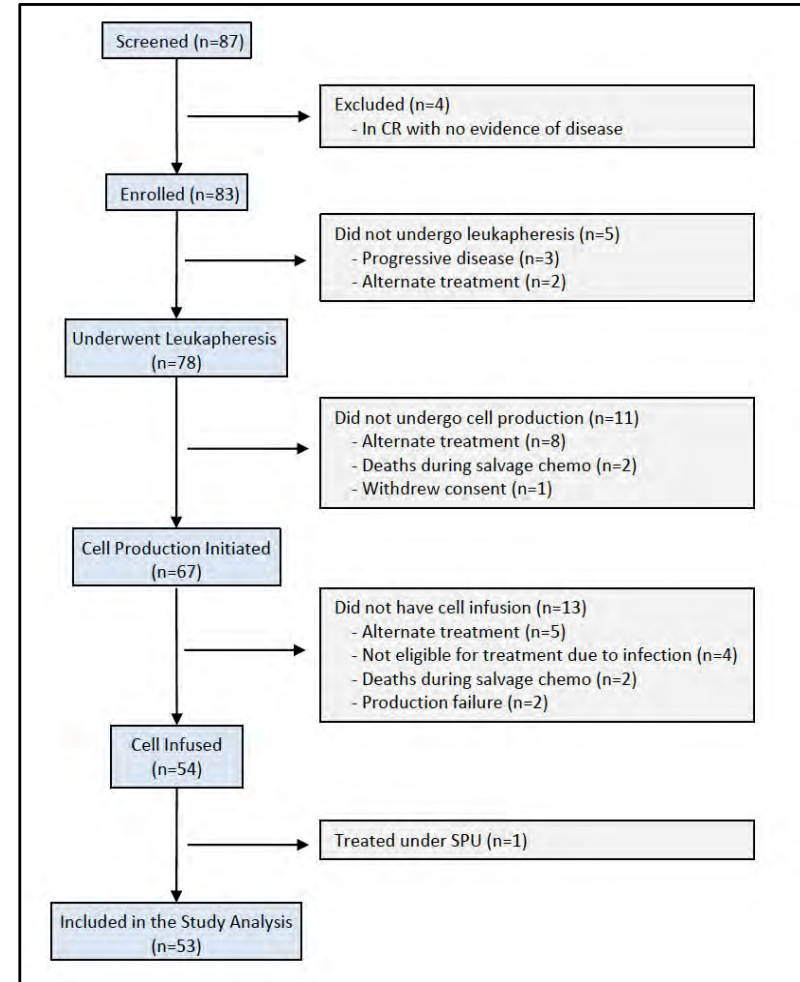 Screened (n=87)
Excluded (n=4)
- In CR with no evidence of disease
Enrolled (n=83)
Did not undergo leukapheresis (n=5)
- Progressive disease (n=3)
- Alternate treatment (n=2)
Underwent Leukapheresis
(n=78)
Did not undergo cell production (n=11)
- Alternate treatment (n=8)
- Deaths during salvage chemo (n=2)
- Withdrew consent (n=1)
Cell Production Initiated
(n=67)
Did not have cell infusion (n=13)
- Alternate treatment (n=5)
- Not eligible for treatment due to infection (n=4)
- Deaths during salvage chemo (n=2)
- Production failure (n=2)
Cell Infused
(n=54)
Treated under SPU (n=1)
Included in the Study Analysis
(n=53)